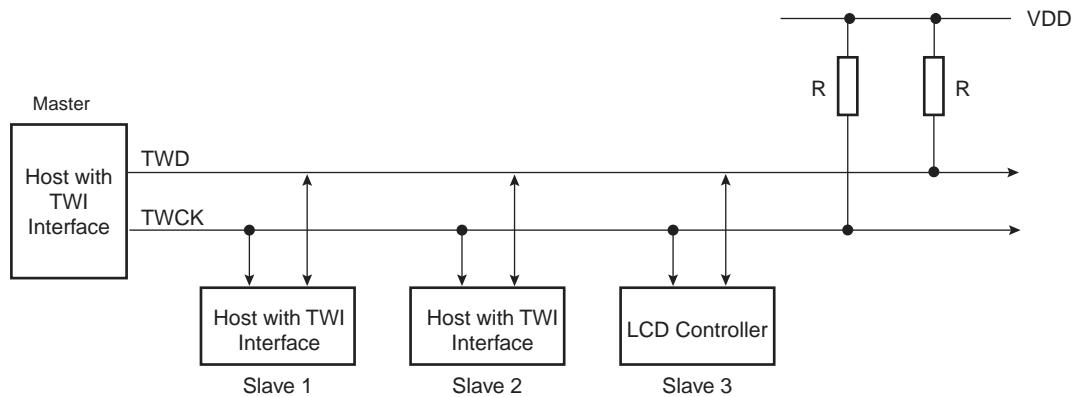 VDD
R
R
Master
Host with
TWI
Interface
TWD
TWCK
Host with TWI
Interface
Host with TWI
Interface
LCD Controller
Slave 1
Slave 2
Slave 3